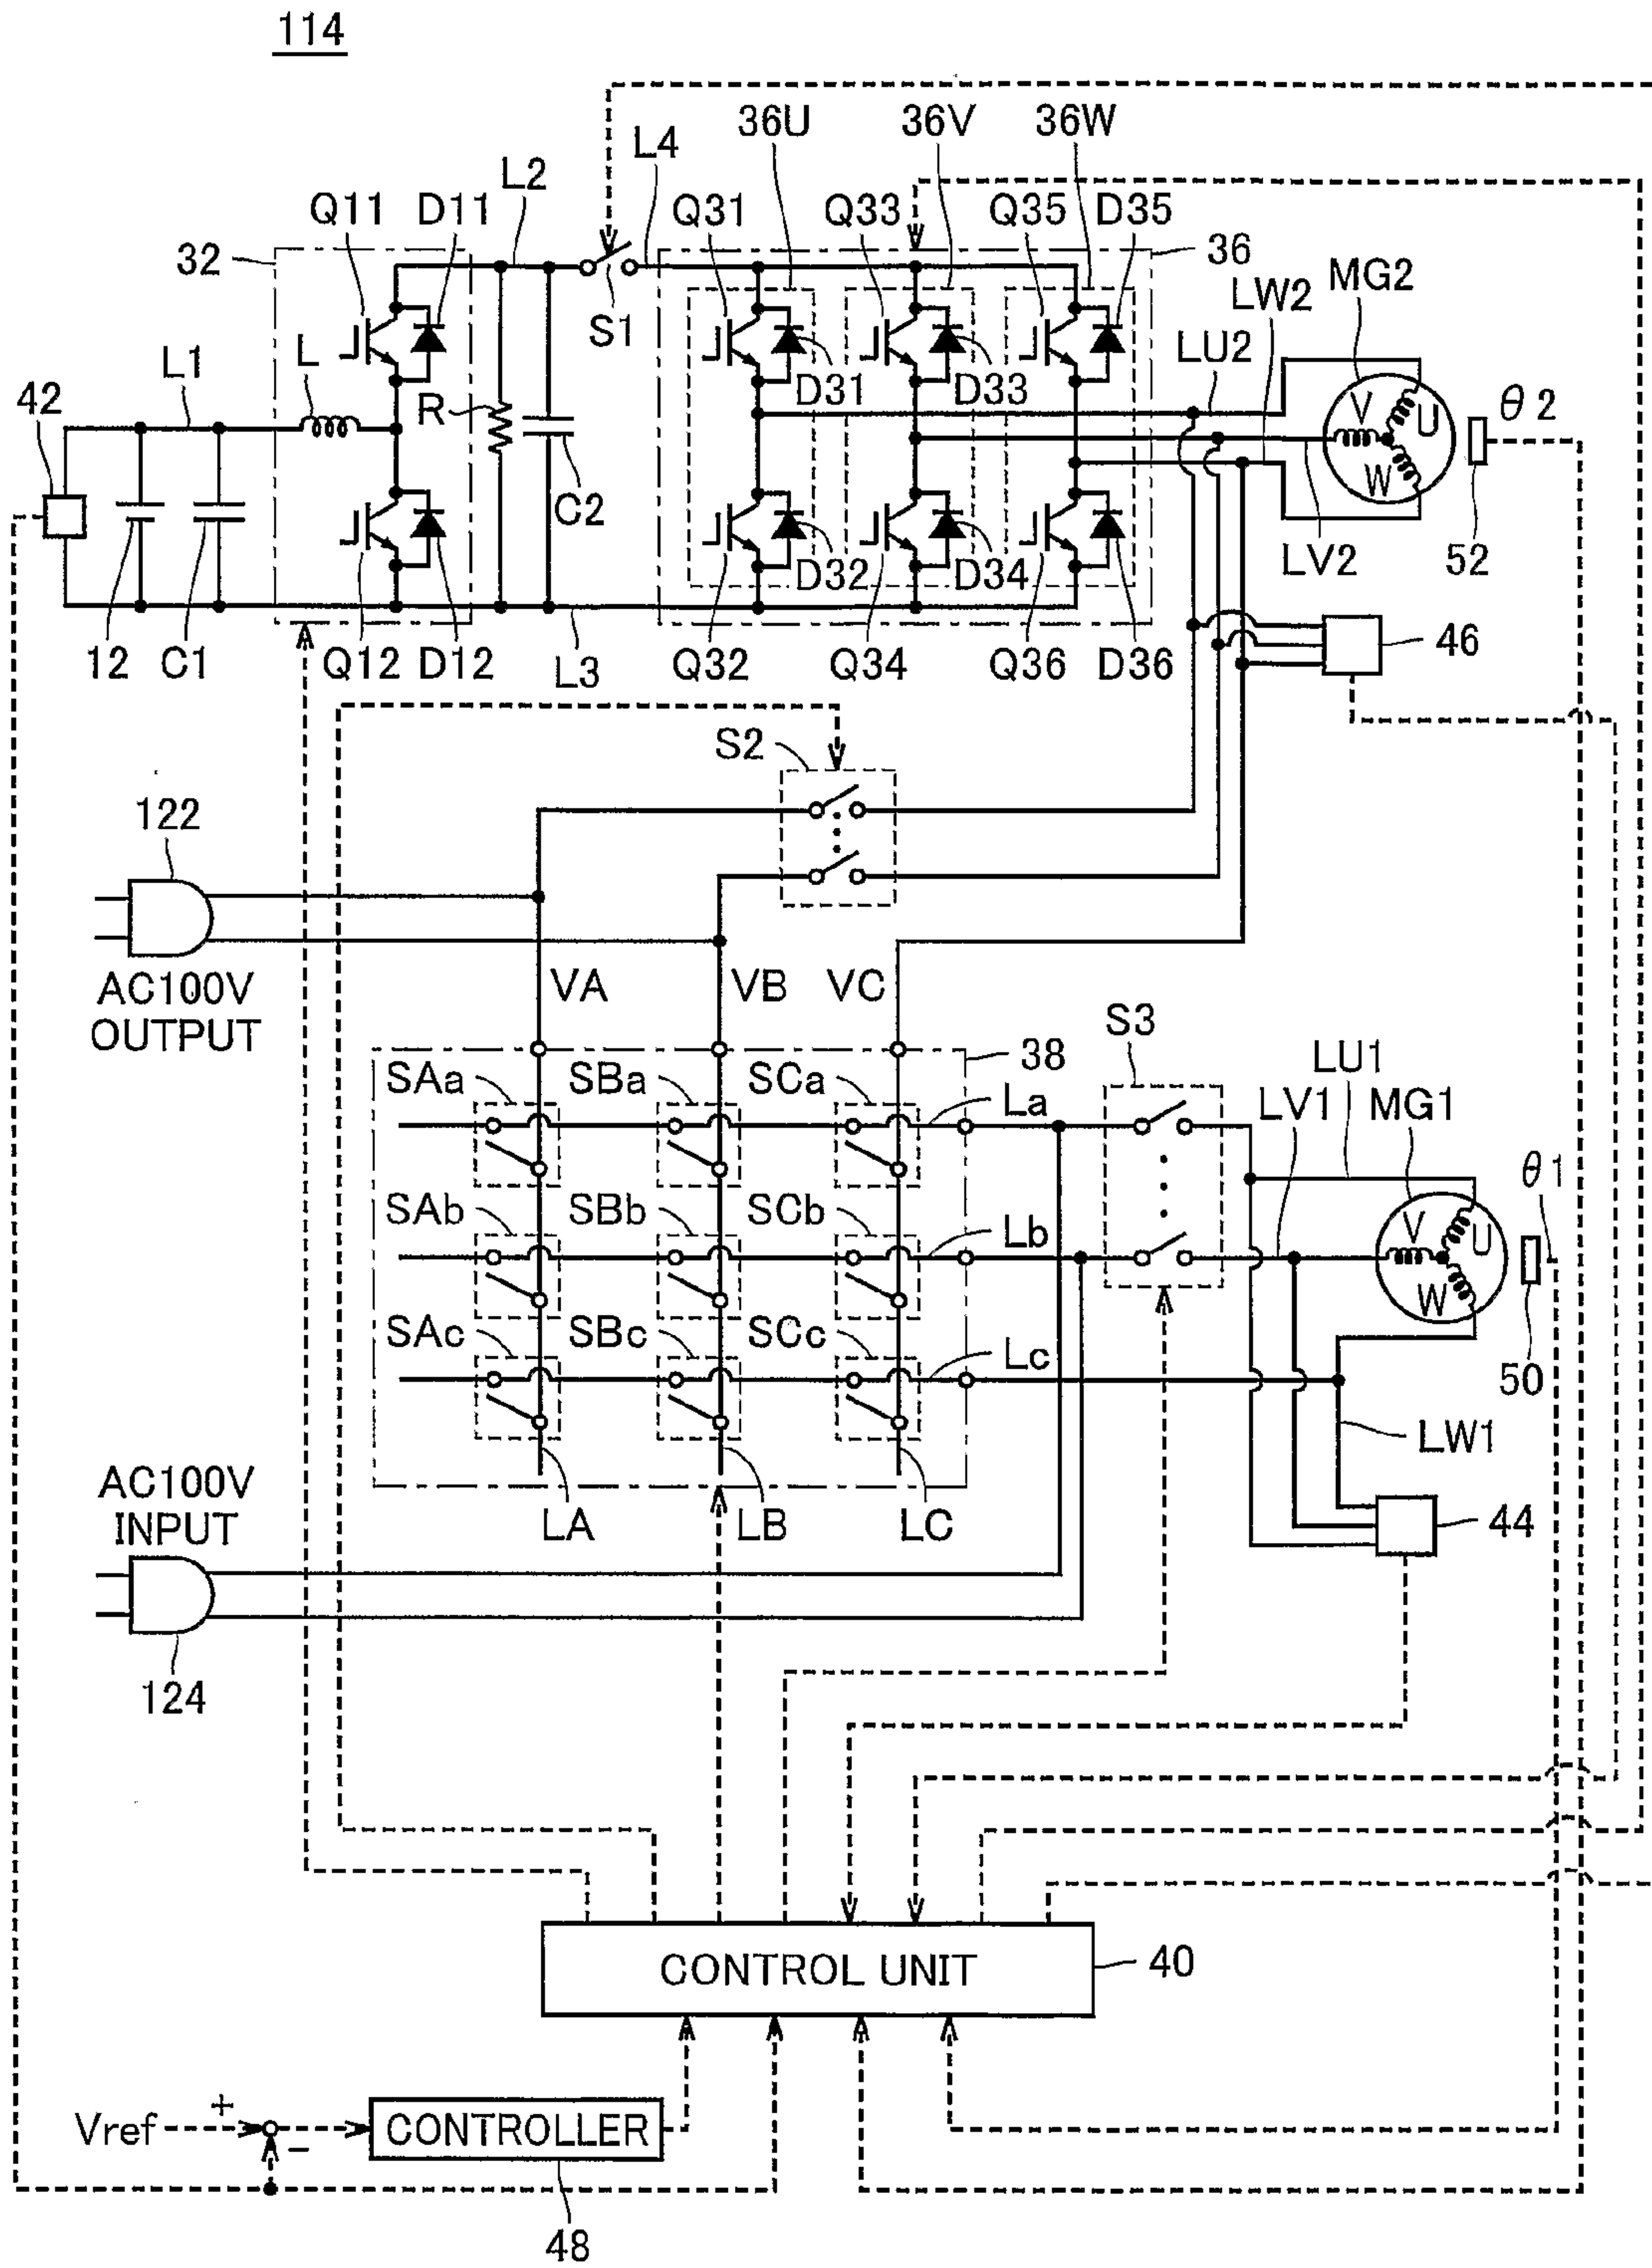 114
36U 36V 36W
L4
L2
Q11 D11 Q31 Q33 Q35 D35
32 36
MG2
LW2
S1
LU2
L1 L
42
R
D31 D33
V U W
θ2
C2
D32 D34
LV2 52
12 C1 Q12 D12 L3 Q32 Q34 Q36 D36
46
S2
122
AC100V
OUTPUT
VA VB VC
S3
38
SAa SBa SCa La
LU1
LV1 MG1
θ1
SAb SBb SCb Lb
V U W
SAc SBc SCc Lc
50
LW1
AC100V
INPUT
LA LB LC
44
124
CONTROL UNIT
40
Vref + -
CONTROLLER
48